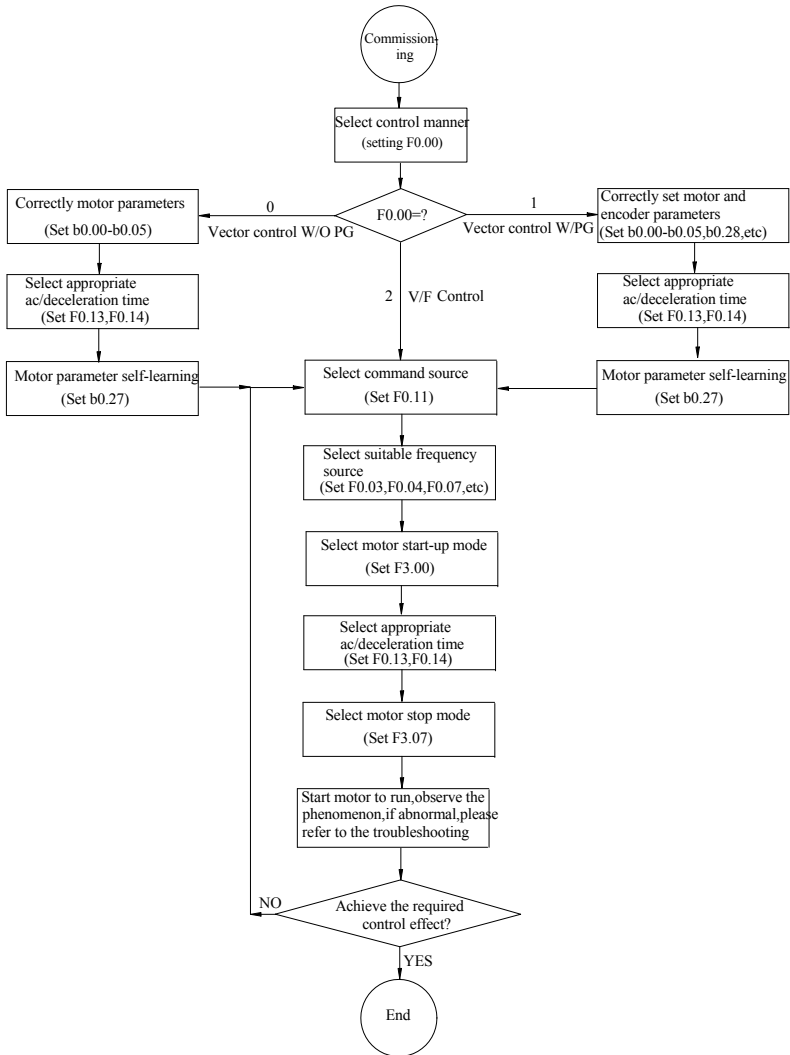 Commission-
ing
Select control manner
(setting F0.00)
F0.00=?
0
Vector control W/O PG
1
Vector control W/PG
2 V/F Control
Correctly motor parameters
(Set b0.00-b0.05)
Select appropriate
ac/deceleration time
(Set F0.13,F0.14)
Motor parameter self-learning
(Set b0.27)
Correctly set motor and
encoder parameters
(Set b0.00-b0.05,b0.28,etc)
Select appropriate
ac/deceleration time
(Set F0.13,F0.14)
Motor parameter self-learning
(Set b0.27)
Select command source
(Set F0.11)
Select suitable frequency
source
(Set F0.03,F0.04,F0.07,etc)
Select motor start-up mode
(Set F3.00)
Select appropriate
ac/deceleration time
(Set F0.13,F0.14)
Select motor stop mode
(Set F3.07)
Start motor to run,observe the
phenomenon,if abnormal,please
refer to the troubleshooting
NO
Achieve the required
control effect?
YES
End